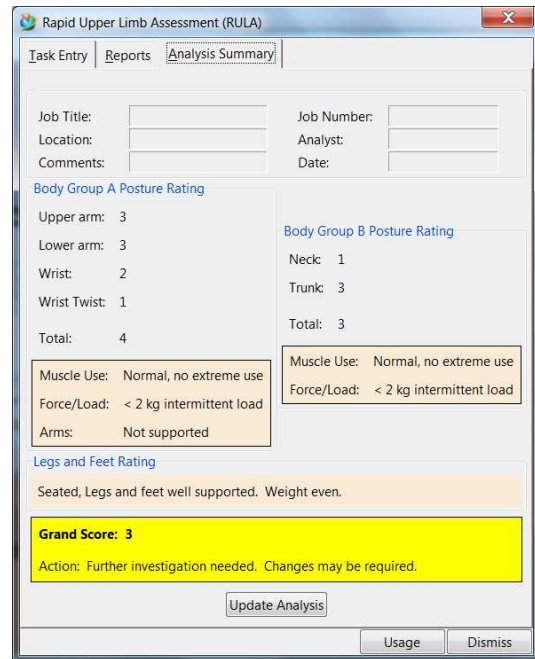 Rapid Upper Limb Assessment (RULA)
Task Entry Reports Analysis Summary
Job Title: Job Number:
Location: Analyst:
Comments: Date:
Body Group A Posture Rating
Upper arm: 3
Lower arm: 3
Wrist: 2
Wrist Twist: 1
Total: 4
Muscle Use: Normal, no extreme use
Force/Load: < 2 kg intermittent load
Arms: Not supported
Body Group B Posture Rating
Neck: 1
Trunk: 3
Total: 3
Muscle Use: Normal, no extreme use
Force/Load: < 2 kg intermittent load
Legs and Feet Rating
Seated, Legs and feet well supported. Weight even.
Grand Score: 3
Action: Further investigation needed. Changes may be required.
Update Analysis
Usage Dismiss